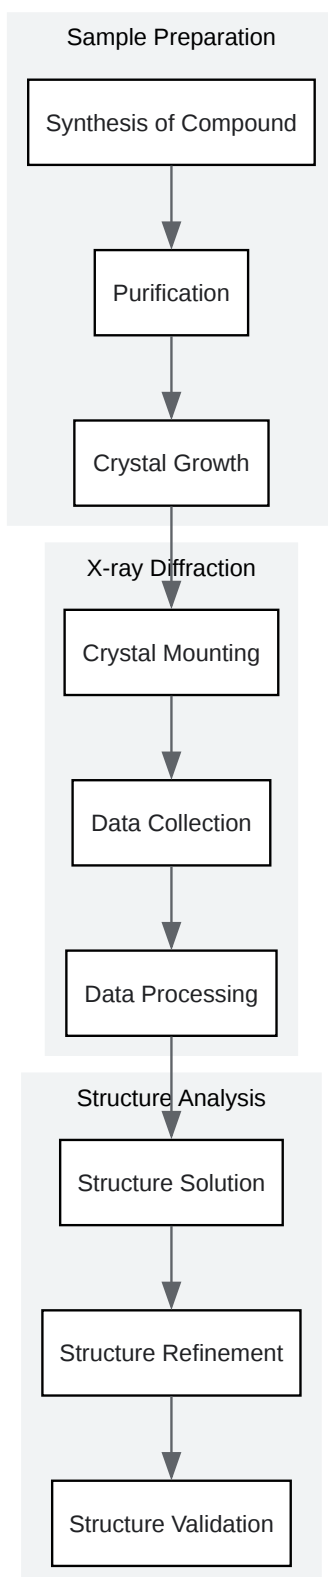 Sample Preparation
Synthesis of Compound
Purification
Crystal Growth
X-ray Diffraction
Crystal Mounting
Data Collection
Data Processing
Structure Analysis
Structure Solution
Structure Refinement
Structure Validation